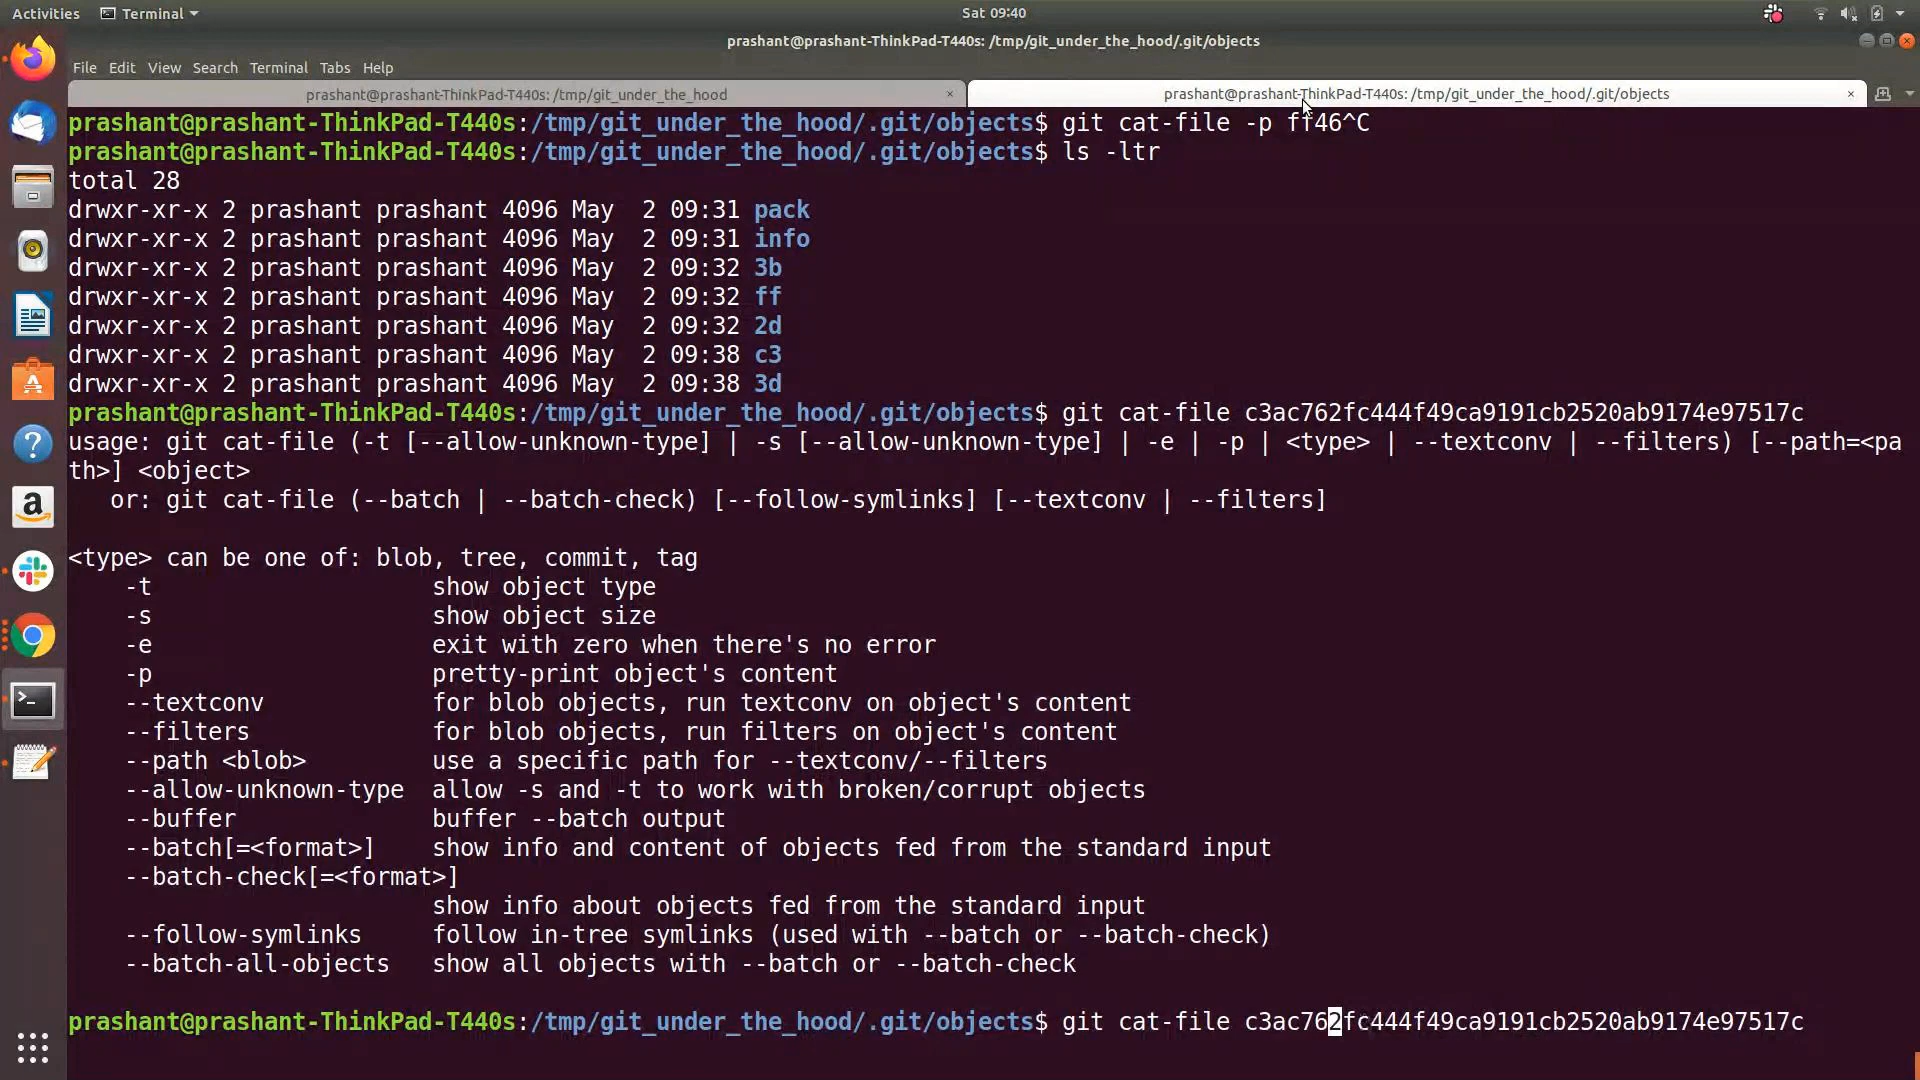 Activities Terminal Sat 09:40
prashant@prashant-ThinkPad-T440s: /tmp/git_under_the_hood/.git/objects
File Edit View Search Terminal Tabs Help
prashant@prashant-ThinkPad-T440s: /tmp/git_under_the_hood × prashant@prashant-ThinkPad-T440s: /tmp/git_under_the_hood/.git/objects ×
prashant@prashant-ThinkPad-T440s:/tmp/git_under_the_hood/.git/objects$ git cat-file -p ff46^C
prashant@prashant-ThinkPad-T440s:/tmp/git_under_the_hood/.git/objects$ ls -ltr
total 28
drwxr-xr-x 2 prashant prashant 4096 May  2 09:31 pack
drwxr-xr-x 2 prashant prashant 4096 May  2 09:31 info
drwxr-xr-x 2 prashant prashant 4096 May  2 09:32 3b
drwxr-xr-x 2 prashant prashant 4096 May  2 09:32 ff
drwxr-xr-x 2 prashant prashant 4096 May  2 09:32 2d
drwxr-xr-x 2 prashant prashant 4096 May  2 09:38 c3
drwxr-xr-x 2 prashant prashant 4096 May  2 09:38 3d
prashant@prashant-ThinkPad-T440s:/tmp/git_under_the_hood/.git/objects$ git cat-file c3ac762fc444f49ca9191cb2520ab9174e97517c
usage: git cat-file (-t [--allow-unknown-type] | -s [--allow-unknown-type] | -e | -p | <type> | --textconv | --filters) [--path=<pa
th>] <object>
   or: git cat-file (--batch | --batch-check) [--follow-symlinks] [--textconv | --filters]
<type> can be one of: blob, tree, commit, tag
    -t                    show object type
    -s                    show object size
    -e                    exit with zero when there's no error
    -p                    pretty-print object's content
    --textconv            for blob objects, run textconv on object's content
    --filters             for blob objects, run filters on object's content
    --path <blob>         use a specific path for --textconv/--filters
    --allow-unknown-type  allow -s and -t to work with broken/corrupt objects
    --buffer              buffer --batch output
    --batch[=<format>]    show info and content of objects fed from the standard input
    --batch-check[=<format>]
                          show info about objects fed from the standard input
    --follow-symlinks     follow in-tree symlinks (used with --batch or --batch-check)
    --batch-all-objects   show all objects with --batch or --batch-check
prashant@prashant-ThinkPad-T440s:/tmp/git_under_the_hood/.git/objects$ git cat-file c3ac762fc444f49ca9191cb2520ab9174e97517c